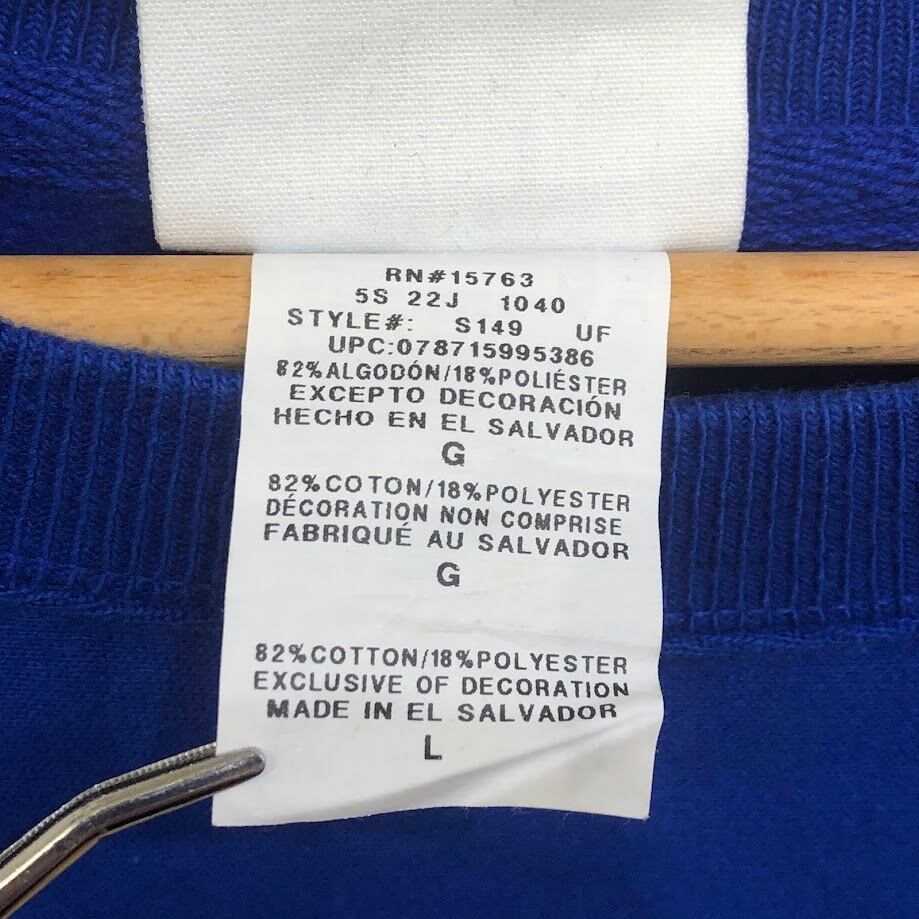 RN#15763
5S 22J 1040
STYLE#: S149 UF
UPC:078715995386
82%ALGODÓN/18%POLIÉSTER
EXCEPTO DECORACIÓN
HECHO EN EL SALVADOR
G
82%COTON/18%POLYESTER
DÉCORATION NON COMPRISE
FABRIQUÉ AU SALVADOR
G
82%COTTON/18%POLYESTER
EXCLUSIVE OF DECORATION
MADE IN EL SALVADOR
L